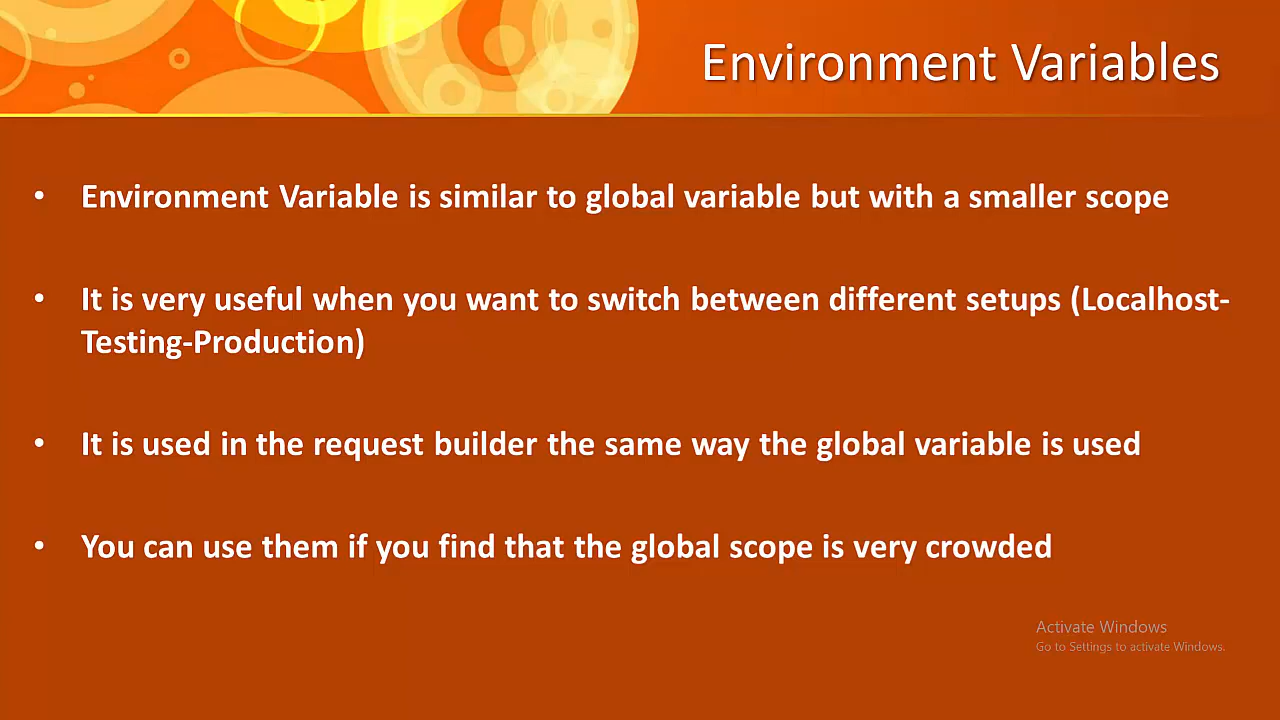 Environment Variables
• Environment Variable is similar to global variable but with a smaller scope
• It is very useful when you want to switch between different setups (Localhost-
Testing-Production)
• It is used in the request builder the same way the global variable is used
• You can use them if you find that the global scope is very crowded
Activate Windows
Go to Settings to activate Windows.